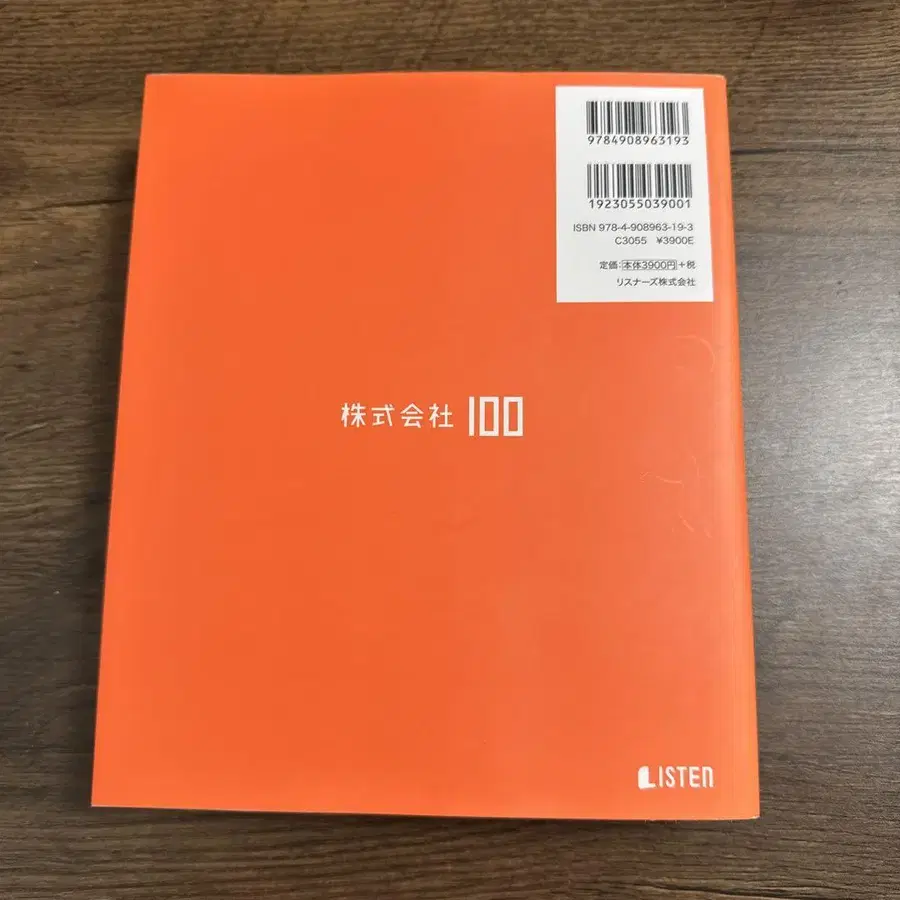 9784908963193
1923055039001
ISBN 978-4-908963-19-3
C3055 ¥3900E
定価:本体3900円+税
リスナーズ株式会社
株式会社 100
LISTEN